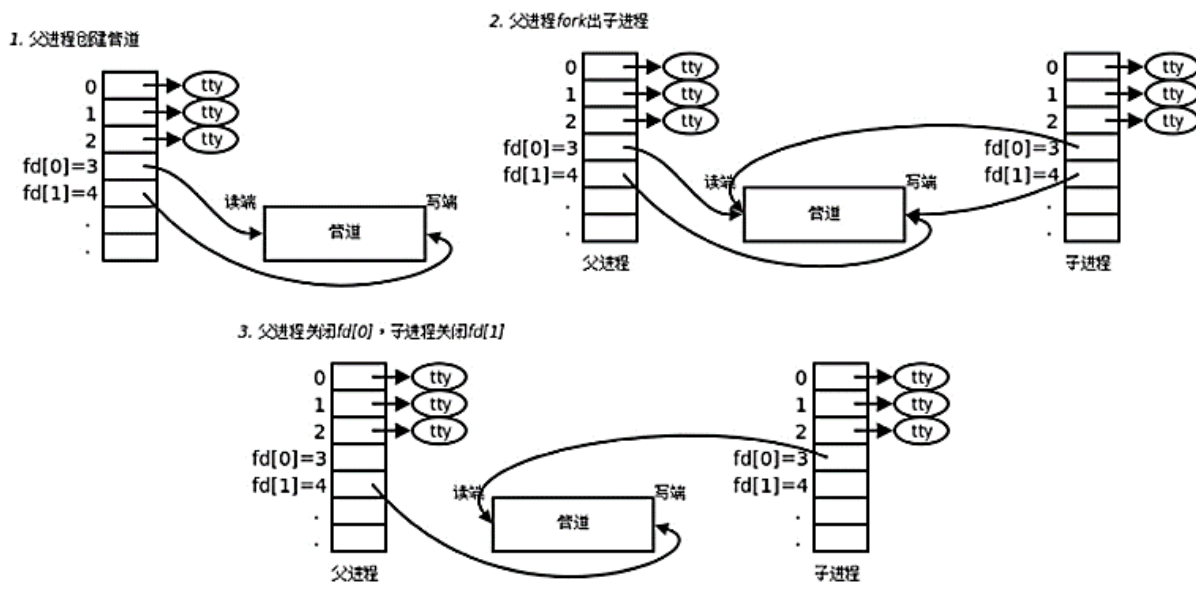 1. 父进程创建管道
0 tty
1 tty
2 tty
fd[0]=3
fd[1]=4
.
.
读端 写端
管道
2. 父进程fork出子进程
0 tty
1 tty
2 tty
fd[0]=3
fd[1]=4
.
.
父进程
读端 写端
管道
0 tty
1 tty
2 tty
fd[0]=3
fd[1]=4
.
.
子进程
3. 父进程关闭fd[0]，子进程关闭fd[1]
0 tty
1 tty
2 tty
fd[0]=3
fd[1]=4
.
.
父进程
读端 写端
管道
0 tty
1 tty
2 tty
fd[0]=3
fd[1]=4
.
.
子进程